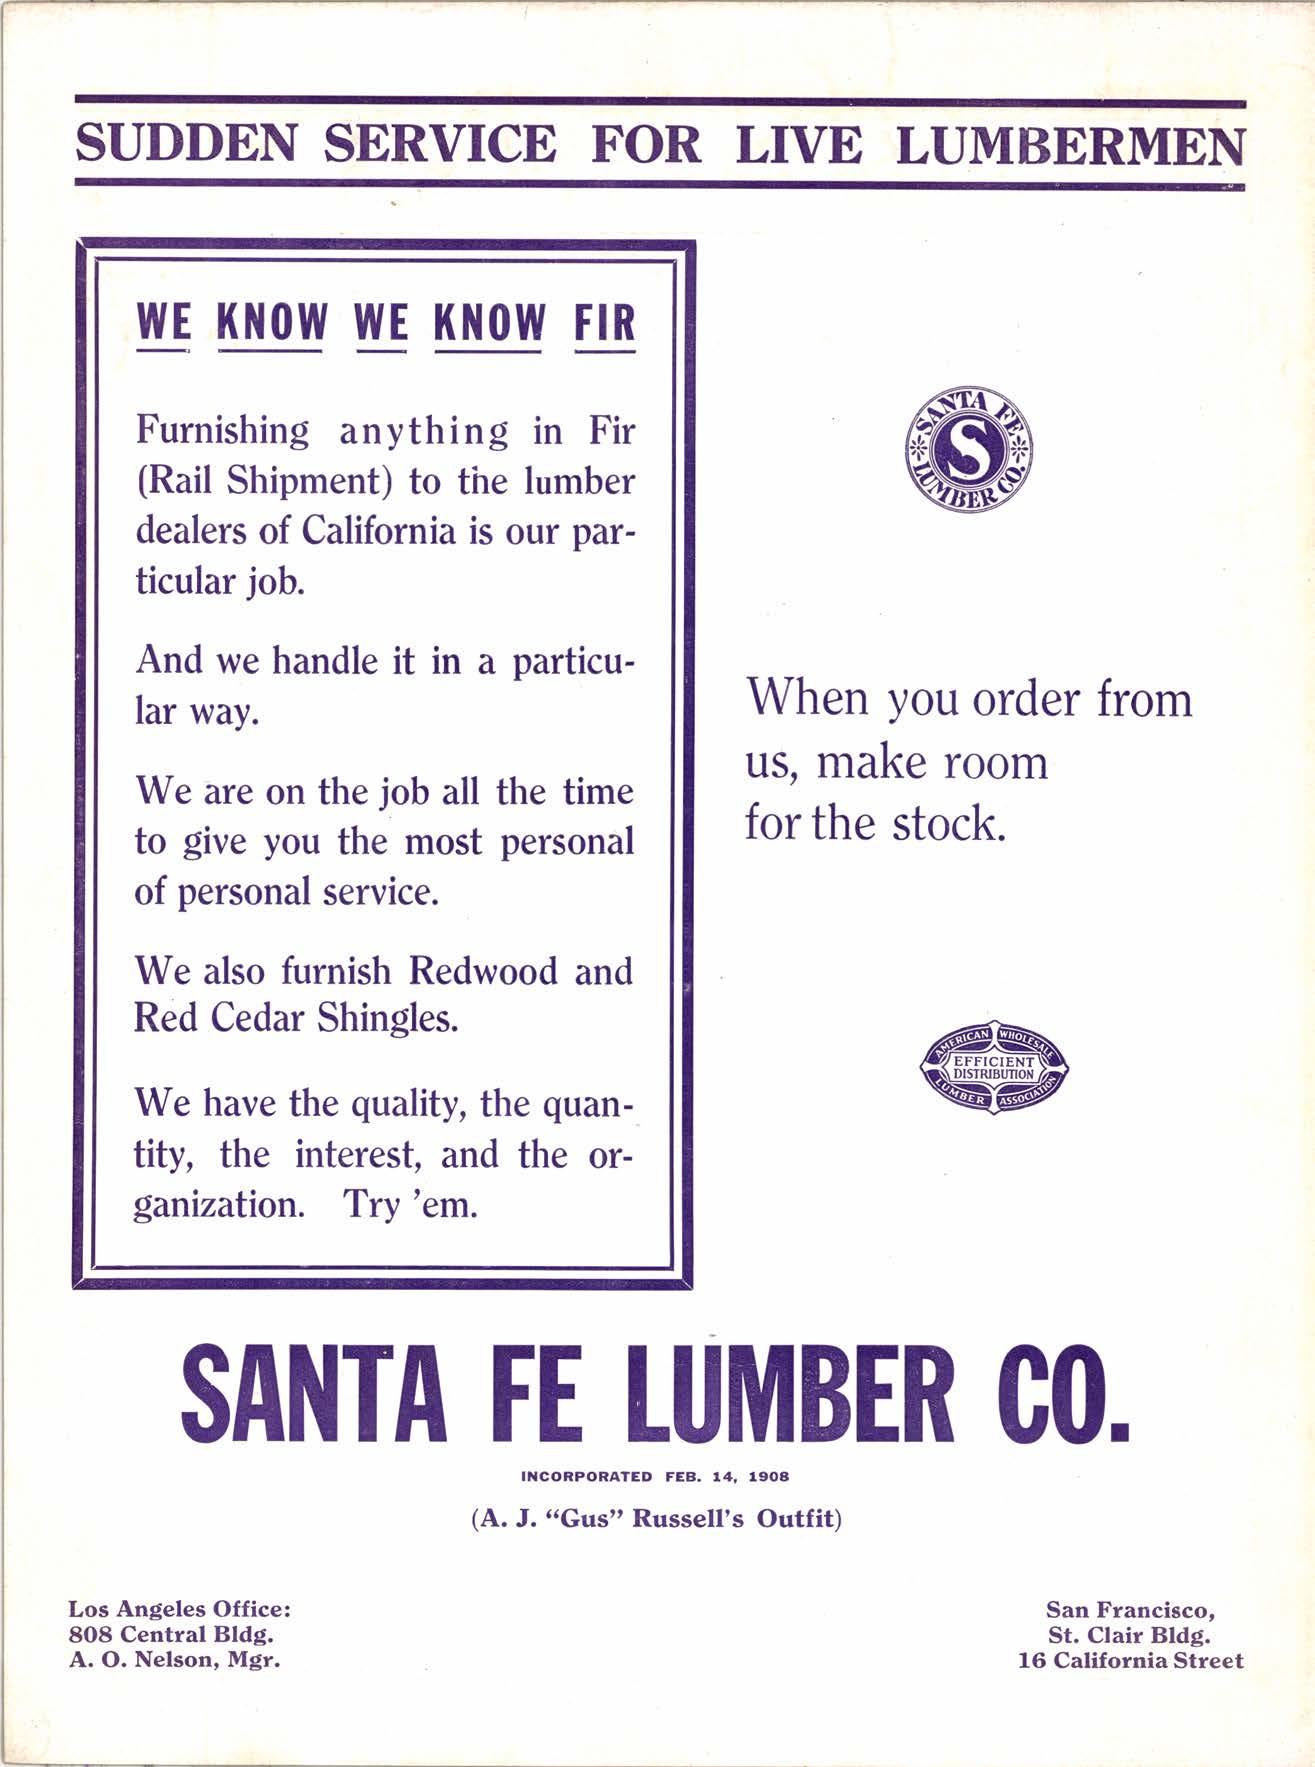 SUDDEN SERVICE FOR LIVE LUMBERMEN
WE KNOW WE KNOW FIR
Furnishing anything in Fir
(Rail Shipment) to the lumber
dealers of California is our par-
ticular job.
And we handle it in a particu-
lar way.
We are on the job all the time
to give you the most personal
of personal service.
We also furnish Redwood and
Red Cedar Shingles.
We have the quality, the quan-
tity, the interest, and the or-
ganization. Try 'em.
SANTA FE
S
LUMBER CO.
When you order from
us, make room
for the stock.
AMERICAN WHOLESALE
EFFICIENT
DISTRIBUTION
LUMBER ASSOCIATION
SANTA FE LUMBER CO.
INCORPORATED FEB. 14, 1908
(A. J. "Gus" Russell's Outfit)
Los Angeles Office:
808 Central Bldg.
A. O. Nelson, Mgr.
San Francisco,
St. Clair Bldg.
16 California Street